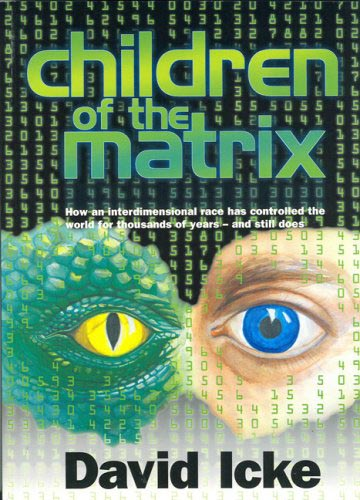 children
of the
matrix
How an interdimensional race has controlled the
world for thousands of years – and still does
David Icke